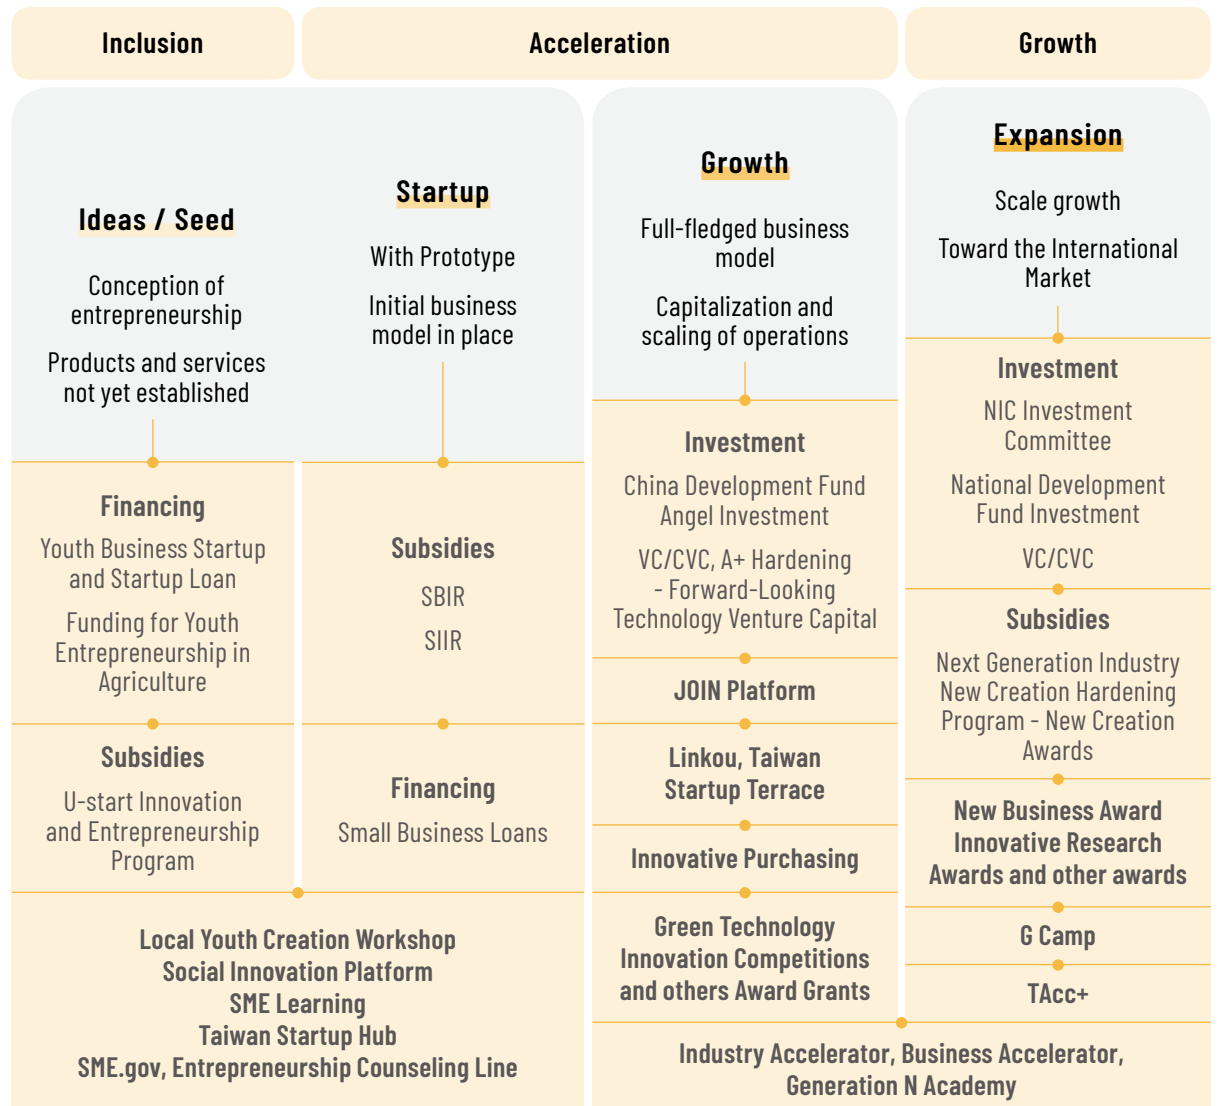 Inclusion
Acceleration
Growth
Ideas / Seed
Conception of
entrepreneurship
Products and services
not yet established
Financing
Youth Business Startup
and Startup Loan
Funding for Youth
Entrepreneurship in
Agriculture
Subsidies
U-start Innovation
and Entrepreneurship
Program
Startup
With Prototype
Initial business
model in place
Subsidies
SBIR
SIIR
Financing
Small Business Loans
Local Youth Creation Workshop
Social Innovation Platform
SME Learning
Taiwan Startup Hub
SME.gov, Entrepreneurship Counseling Line
Growth
Full-fledged business
model
Capitalization and
scaling of operations
Investment
China Development Fund
Angel Investment
VC/CVC, A+ Hardening
- Forward-Looking
Technology Venture Capital
JOIN Platform
Linkou, Taiwan
Startup Terrace
Innovative Purchasing
Green Technology
Innovation Competitions
and others Award Grants
Expansion
Scale growth
Toward the International
Market
Investment
NIC Investment
Committee
National Development
Fund Investment
VC/CVC
Subsidies
Next Generation Industry
New Creation Hardening
Program - New Creation
Awards
New Business Award
Innovative Research
Awards and other awards
G Camp
TAcc+
Industry Accelerator, Business Accelerator,
Generation N Academy